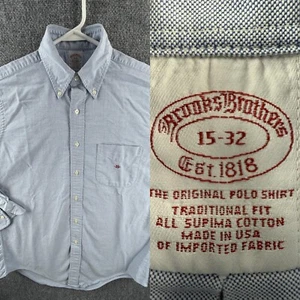 Brooks Brothers
15-32
Est. 1818
THE ORIGINAL POLO SHIRT
TRADITIONAL FIT
ALL SUPIMA COTTON
MADE IN USA
OF IMPORTED FABRIC